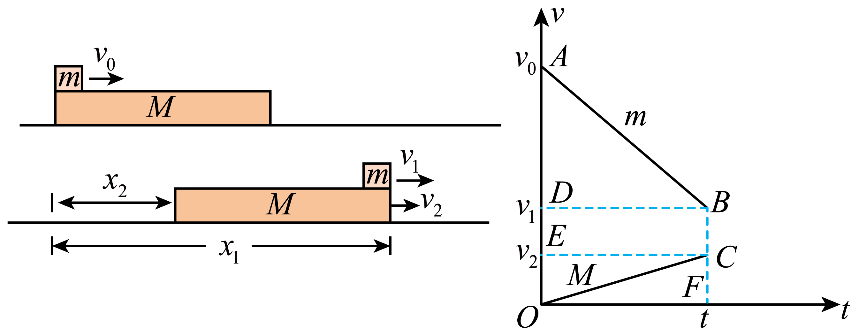 m v₀
M
x₂ m v₁
M v₂
x₁
v
v₀ A
m
v₁ D B
v₂ E C
M F
O t t